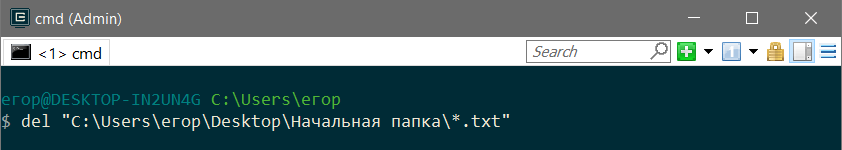 cmd (Admin)
<1> cmd
Search
егор@DESKTOP-IN2UN4G C:\Users\егор
$ del "C:\Users\егор\Desktop\Начальная папка\*.txt"